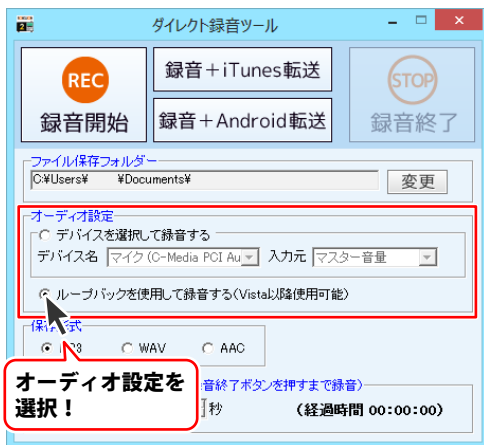 ダイレクト録音ツール
REC
録音開始
録音+iTunes転送
録音+Android転送
STOP
録音終了
ファイル保存フォルダー
C:¥Users¥ ¥Documents¥
変更
オーディオ設定
デバイスを選択して録音する
デバイス名 マイク (C-Media PCI Au 入力元 マスター音量
ループバックを使用して録音する(Vista以降使用可能)
WAV AAC
オーディオ設定を
選択!
音終了ボタンを押すまで録音)
秒 (経過時間 00:00:00)